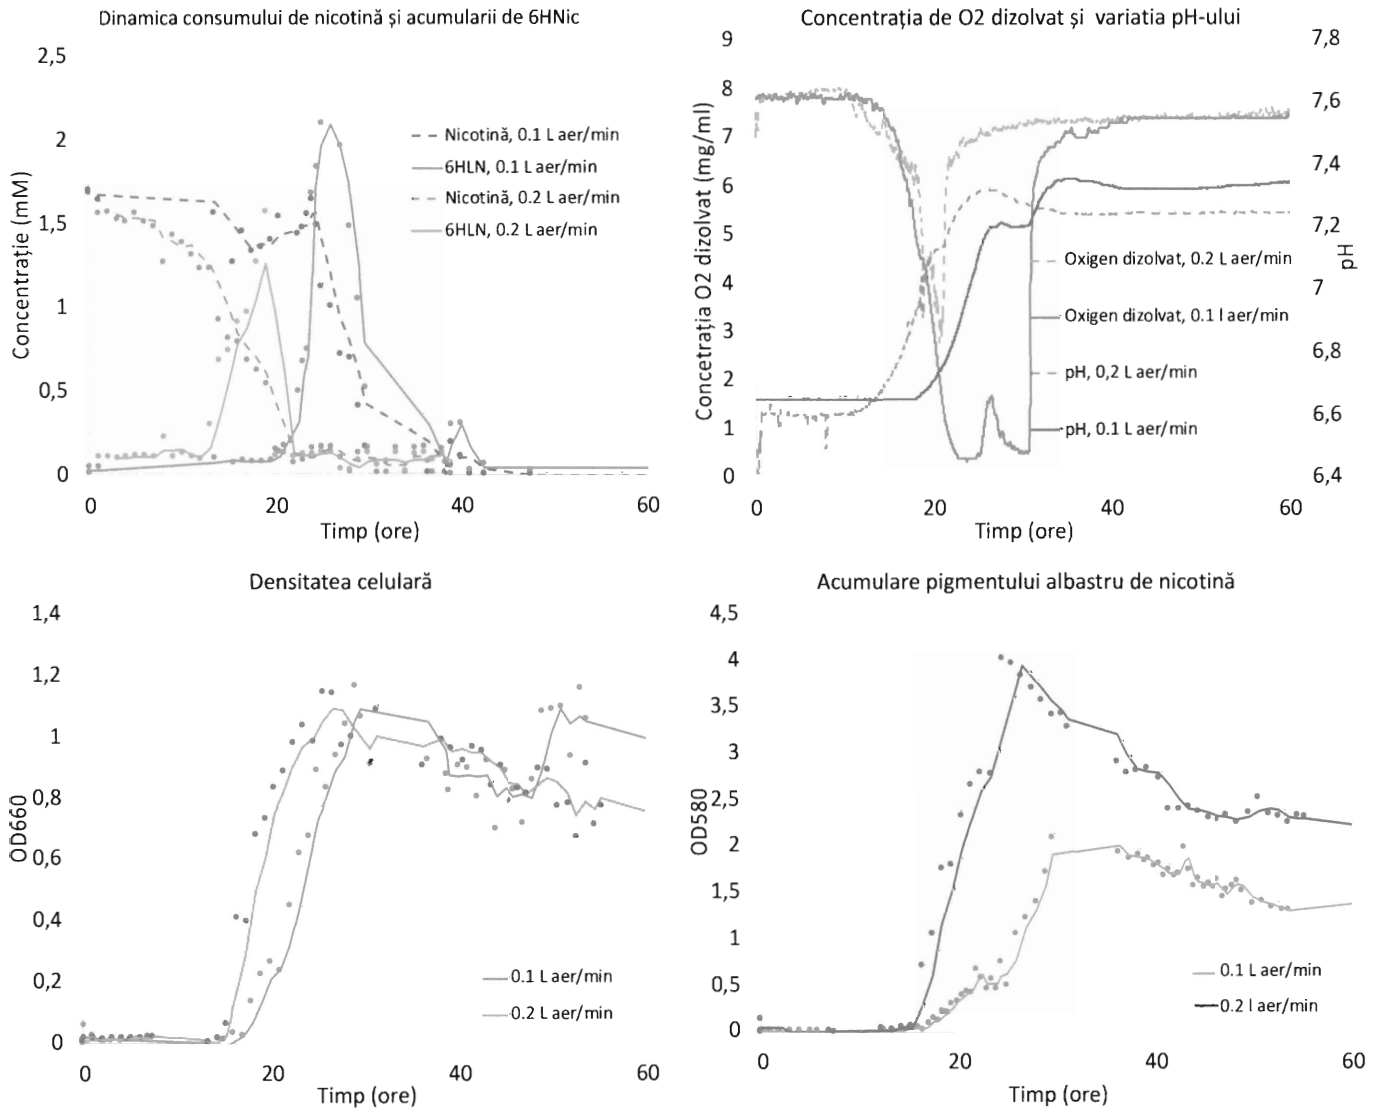 Dinamica consumului de nicotină și acumularii de 6HNic
2,5
2
1,5
1
0,5
0
Concentrație (mM)
Nicotină, 0.1 L aer/min
6HLN, 0.1 L aer/min
Nicotină, 0.2 L aer/min
6HLN, 0.2 L aer/min
0 20 40 60
Timp (ore)
Concentrația de O2 dizolvat și variatia pH-ului
9
8
7
6
5
4
3
2
1
0
Concetrația O2 dizolvat (mg/ml)
7,8
7,6
7,4
7,2
7
6,8
6,6
6,4
pH
Oxigen dizolvat, 0.2 L aer/min
Oxigen dizolvat, 0.1 l aer/min
pH, 0,2 L aer/min
pH, 0.1 L aer/min
0 20 40 60
Timp (ore)
Densitatea celulară
1,4
1,2
1
0,8
0,6
0,4
0,2
0
OD660
0.1 L aer/min
0.2 L aer/min
0 20 40 60
Timp (ore)
Acumulare pigmentului albastru de nicotină
4,5
4
3,5
3
2,5
2
1,5
1
0,5
0
OD580
0.1 L aer/min
0.2 l aer/min
0 20 40 60
Timp (ore)